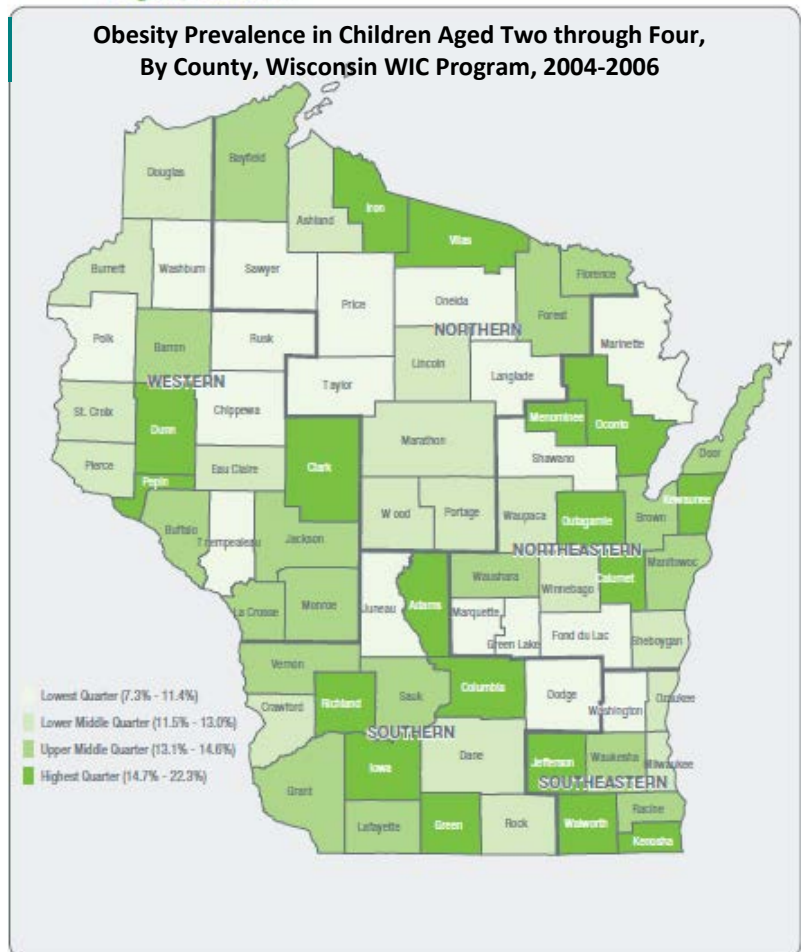 Obesity Prevalence in Children Aged Two through Four,
By County, Wisconsin WIC Program, 2004-2006
Douglas
Bayfield
Iron
Ashland
Vilas
Burnett
Washburn
Sawyer
Price
Oneida
Florence
Forest
NORTHERN
Marinette
Polk
Barron
Rusk
Lincoln
Langlade
WESTERN
Taylor
St. Croix
Dunn
Chippewa
Menominee
Oconto
Marathon
Shawano
Door
Pierce
Eau Claire
Clark
Pepin
Kewaunee
Buffalo
Trempealeau
Jackson
Wood
Portage
Waupaca
Outagamie
Brown
NORTHEASTERN
Manitowoc
Waushara
Winnebago
Calumet
La Crosse
Monroe
Juneau
Adams
Marquette
Green Lake
Fond du Lac
Sheboygan
Vernon
Lowest Quarter (7.3% - 11.4%)
Lower Middle Quarter (11.5% - 13.0%)
Upper Middle Quarter (13.1% - 14.6%)
Highest Quarter (14.7% - 22.3%)
Crawford
Richland
Sauk
Columbia
Dodge
Washington
Ozaukee
SOUTHERN
Iowa
Dane
Jefferson
Waukesha
Milwaukee
SOUTHEASTERN
Grant
Lafayette
Green
Rock
Walworth
Racine
Kenosha